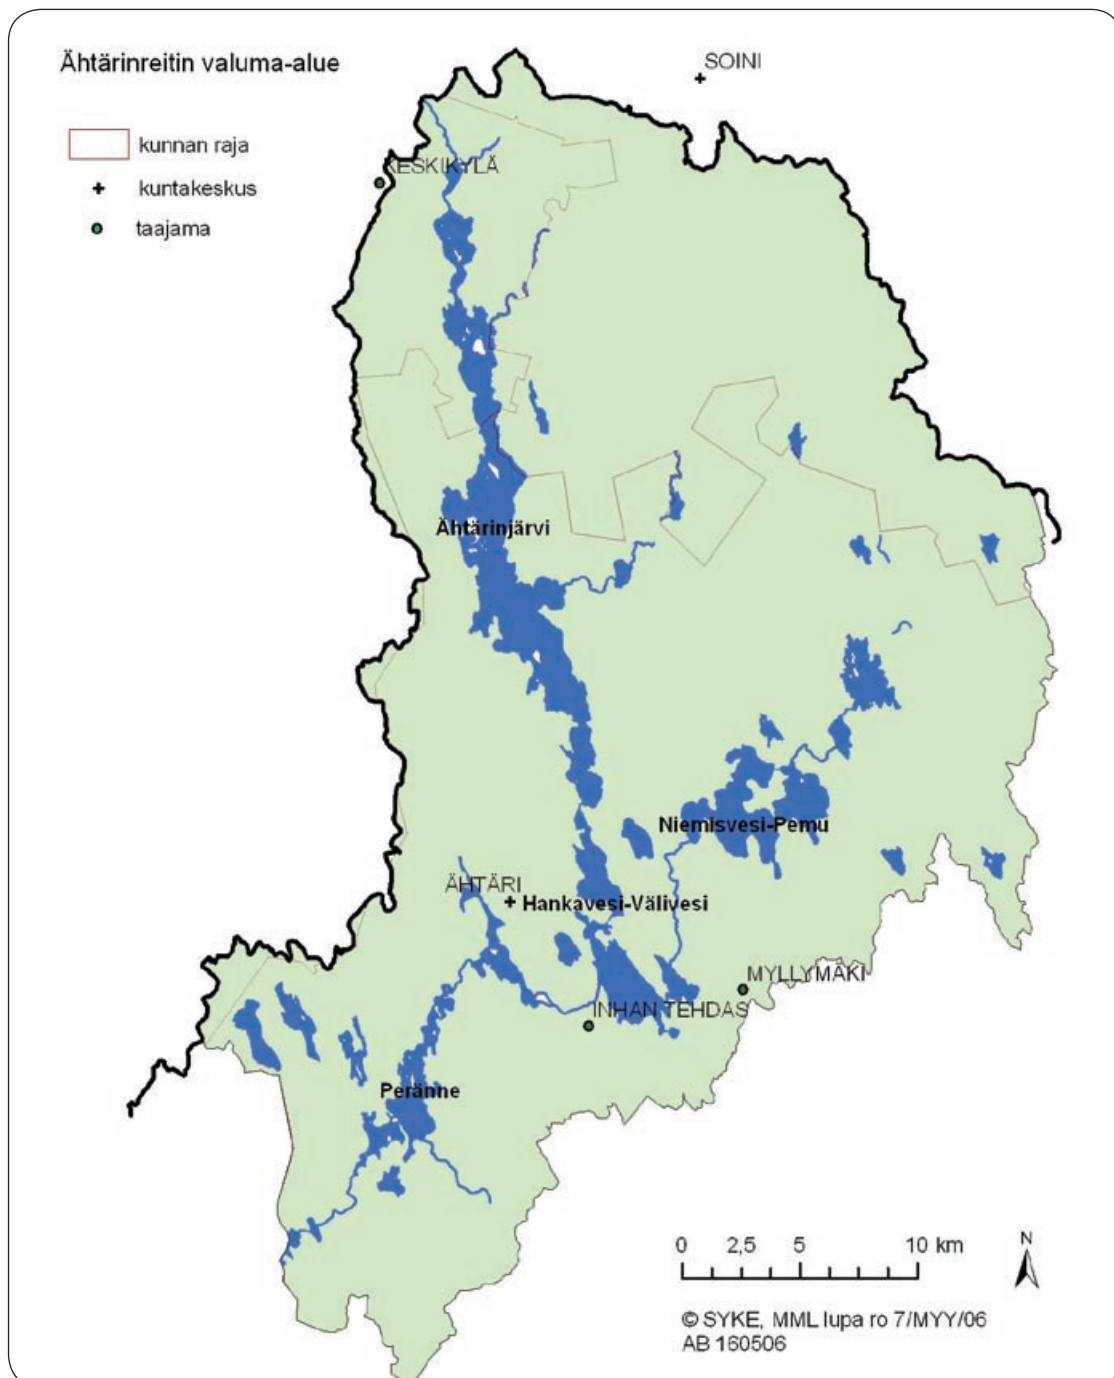 Ähtärinreitin valuma-alue
SOINI
kunnan raja
kuntakeskus
taajama
KESKIKYLÄ
Ähtärinjärvi
Niemisvesi-Pemu
ÄHTÄRI
Hankavesi-Välivesi
MYLLYMÄKI
INHAN TEHDAS
Peränne
0 2,5 5 10 km
N
© SYKE, MML lupa ro 7/MYY/06
AB 160506